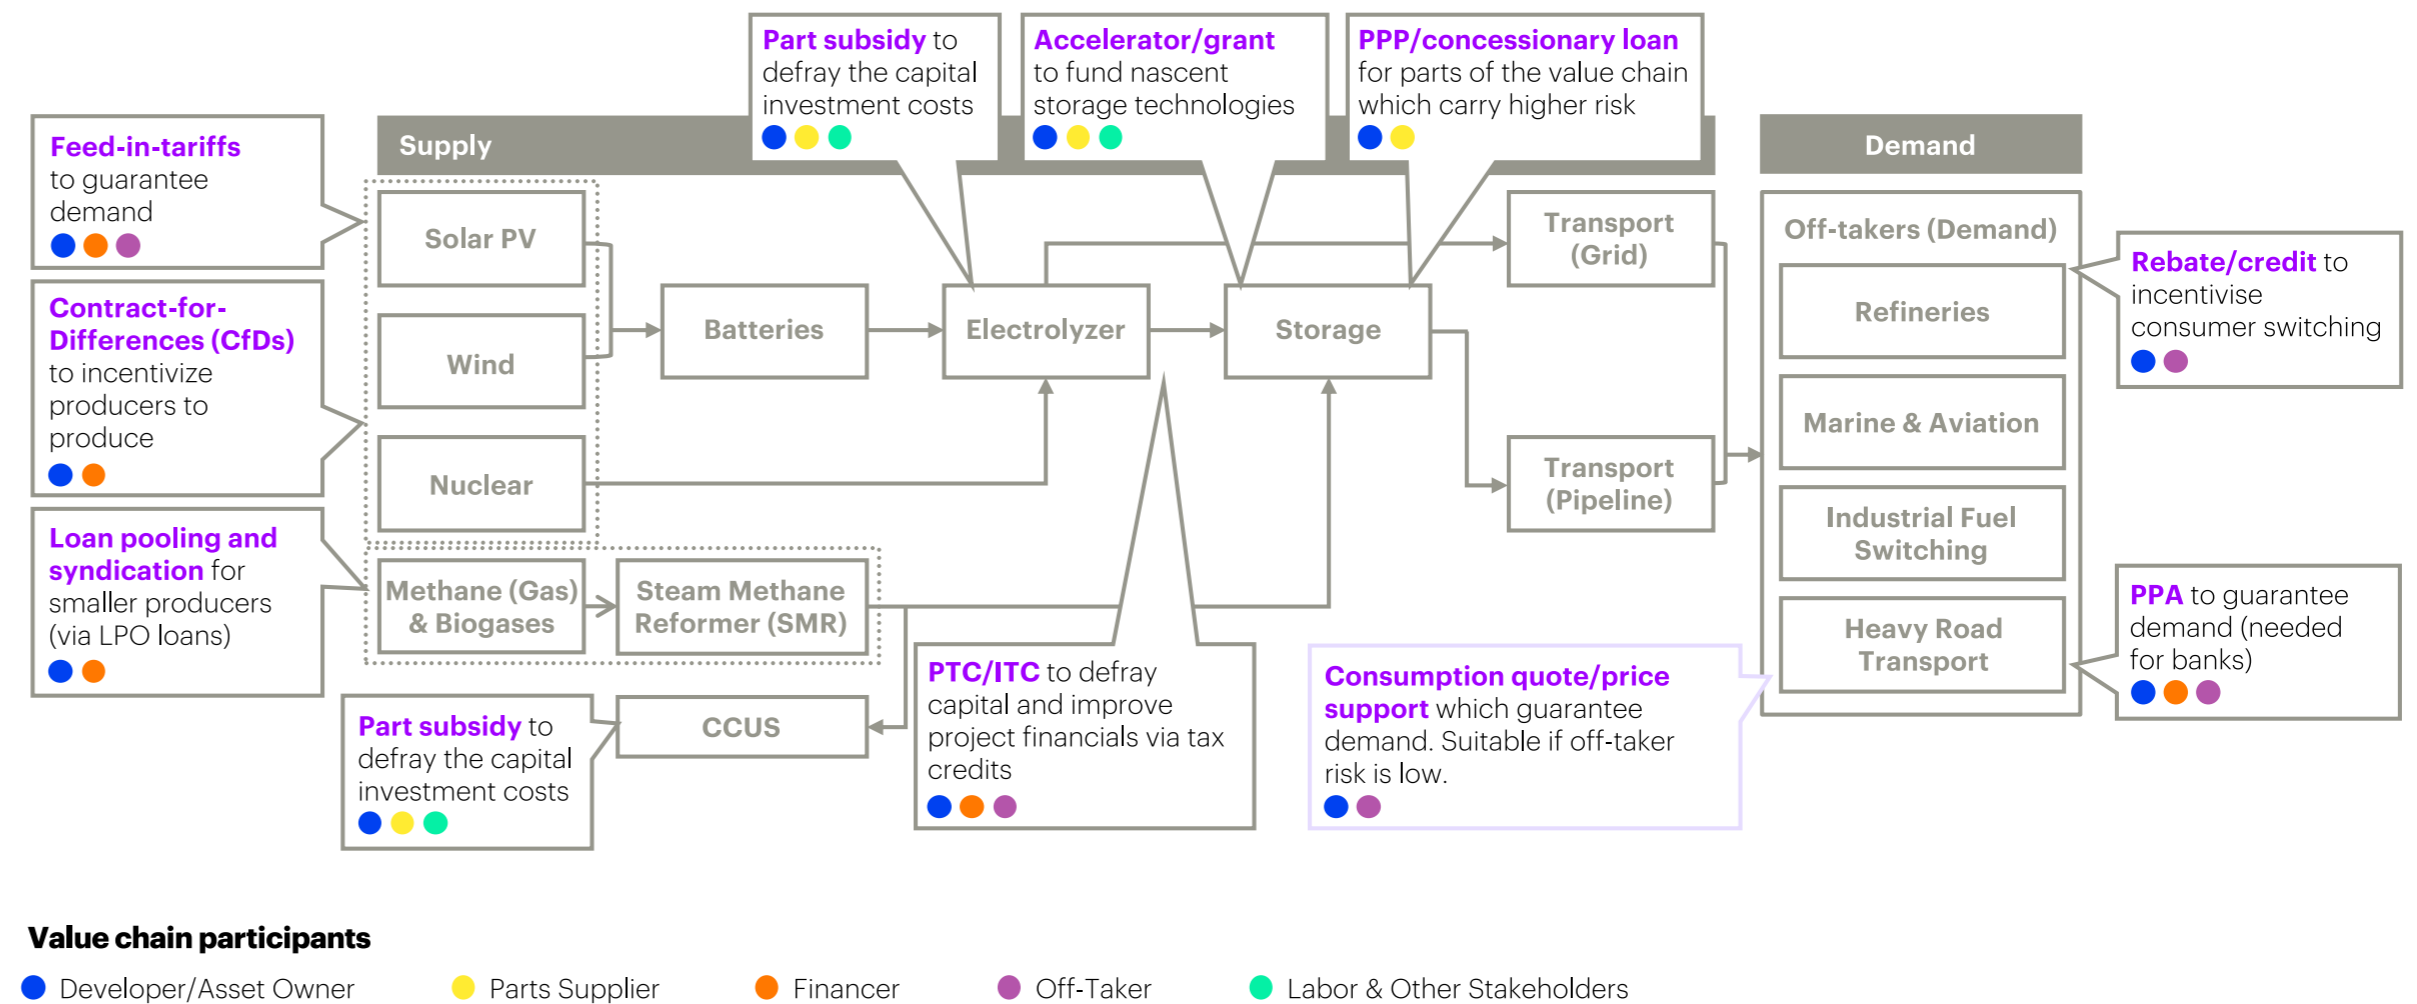 Part subsidy to
defray the capital
investment costs
Accelerator/grant
to fund nascent
storage technologies
PPP/concessionary loan
for parts of the value chain
which carry higher risk
Feed-in-tariffs
to guarantee
demand
Supply
Demand
Contract-for-
Differences (CfDs)
to incentivize
producers to
produce
Loan pooling and
syndication for
smaller producers
(via LPO loans)
Solar PV
Wind
Nuclear
Batteries
Electrolyzer
Storage
Transport
(Grid)
Transport
(Pipeline)
Methane (Gas)
& Biogases
Steam Methane
Reformer (SMR)
CCUS
Part subsidy to
defray the capital
investment costs
PTC/ITC to defray
capital and improve
project financials via tax
credits
Consumption quote/price
support which guarantee
demand. Suitable if off-taker
risk is low.
Off-takers (Demand)
Refineries
Marine & Aviation
Industrial Fuel
Switching
Heavy Road
Transport
Rebate/credit to
incentivise
consumer switching
PPA to guarantee
demand (needed
for banks)
Value chain participants
Developer/Asset Owner
Parts Supplier
Financer
Off-Taker
Labor & Other Stakeholders